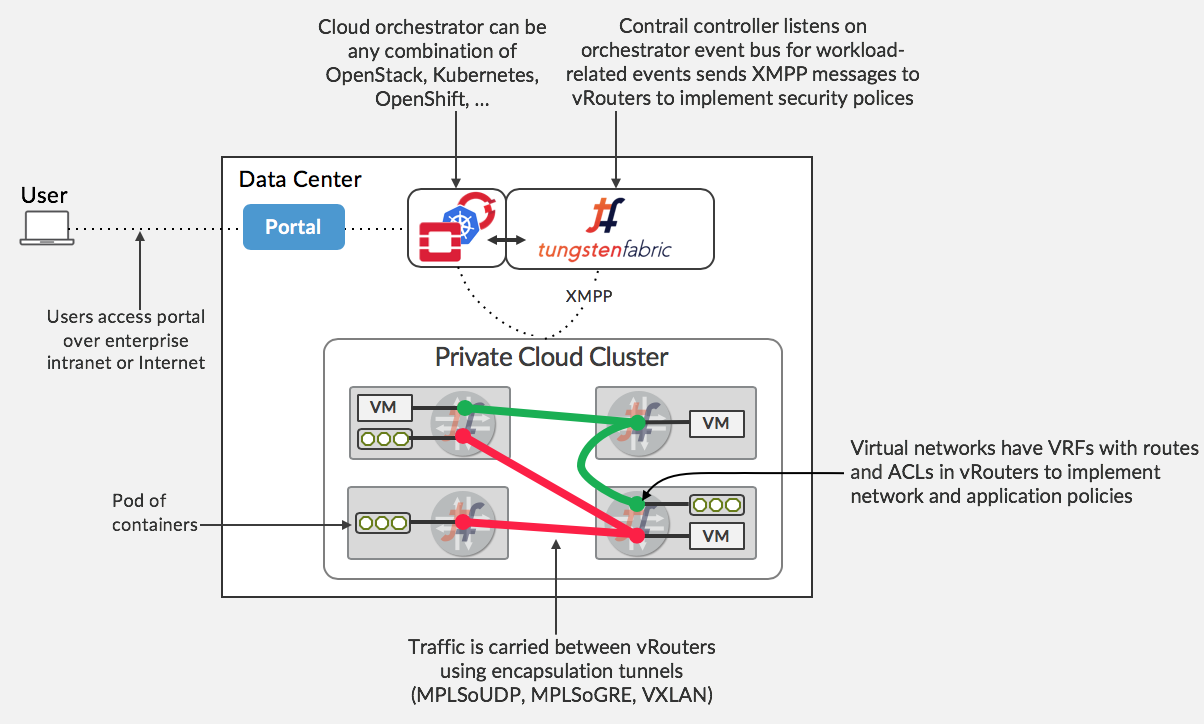 Cloud orchestrator can be
any combination of
OpenStack, Kubernetes,
OpenShift, ...
Contrail controller listens on
orchestrator event bus for workload-
related events sends XMPP messages to
vRouters to implement security polices
User
Data Center
Portal
tungstenfabric
XMPP
Users access portal
over enterprise
intranet or Internet
Private Cloud Cluster
VM
VM
Virtual networks have VRFs with routes
and ACLs in vRouters to implement
network and application policies
Pod of
containers
VM
Traffic is carried between vRouters
using encapsulation tunnels
(MPLSoUDP, MPLSoGRE, VXLAN)